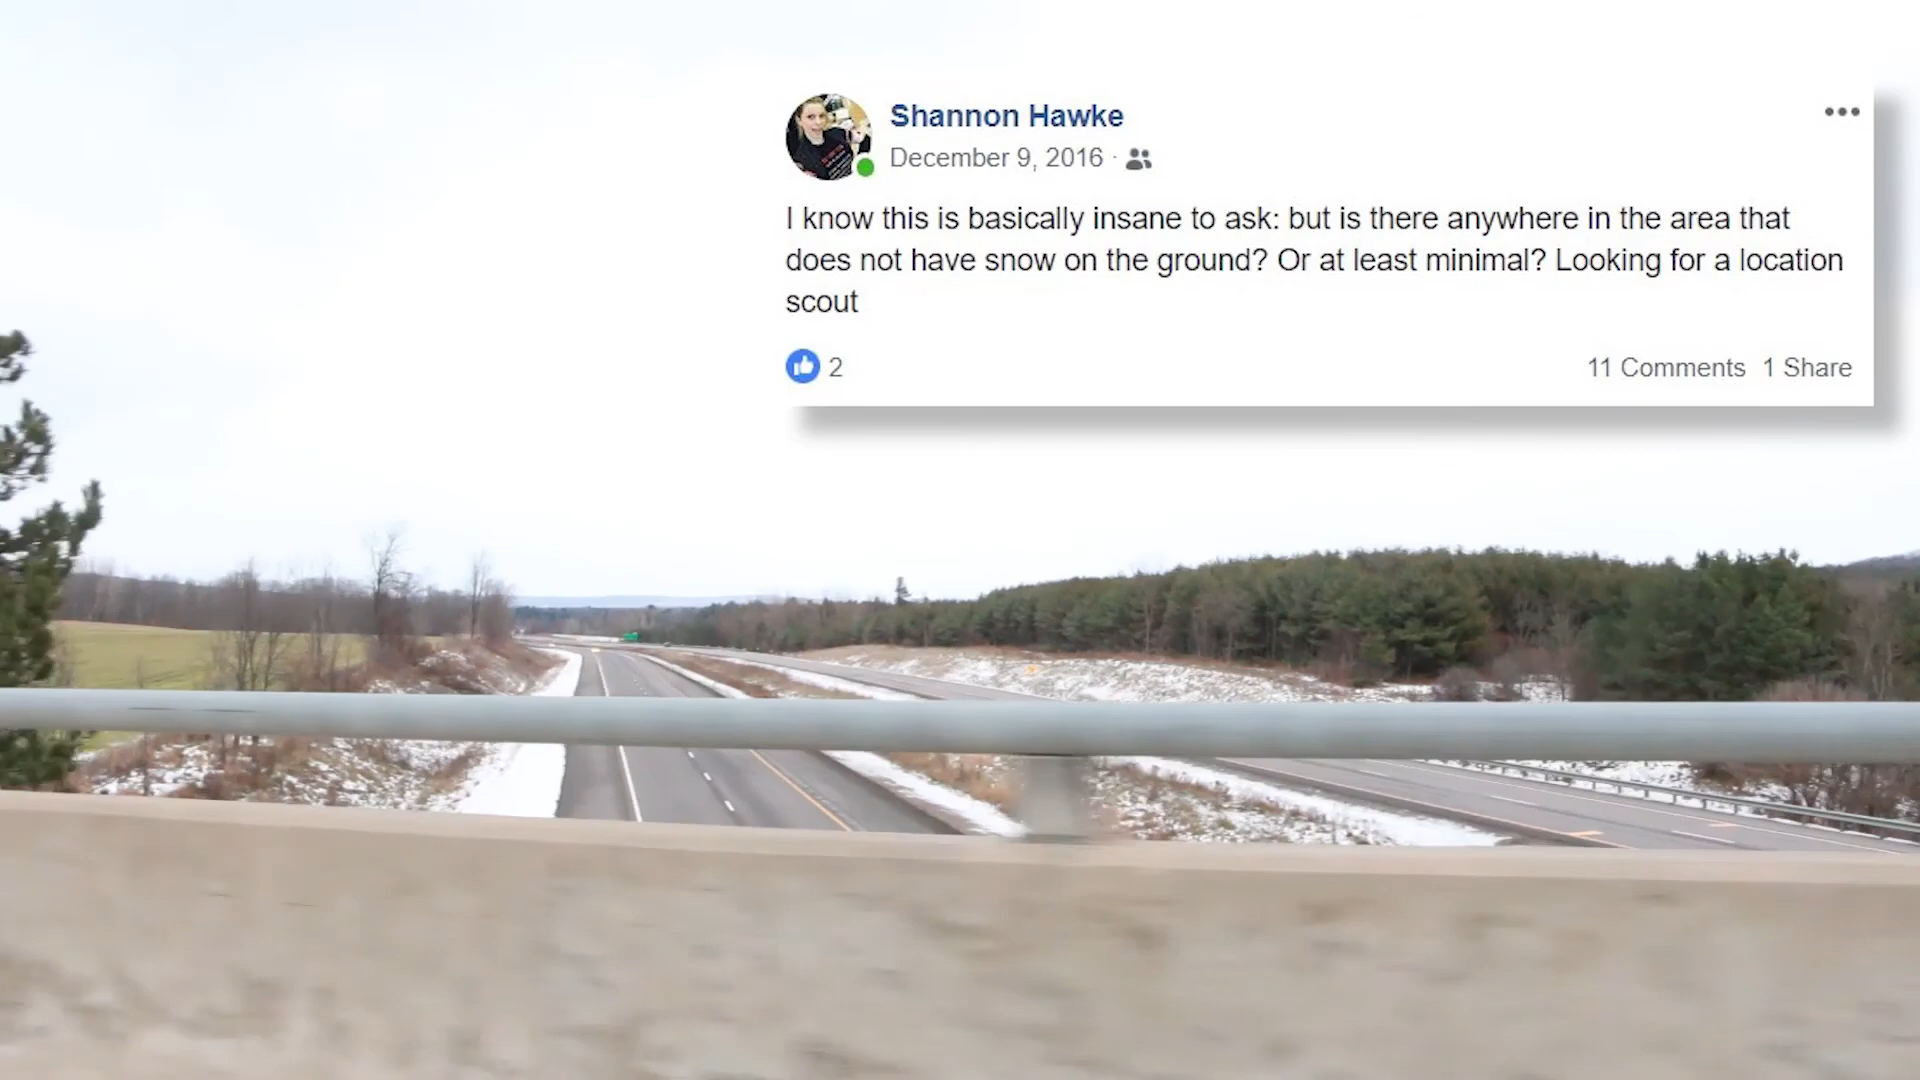 Shannon Hawke
December 9, 2016 ·
I know this is basically insane to ask: but is there anywhere in the area that
does not have snow on the ground? Or at least minimal? Looking for a location
scout
2
11 Comments 1 Share